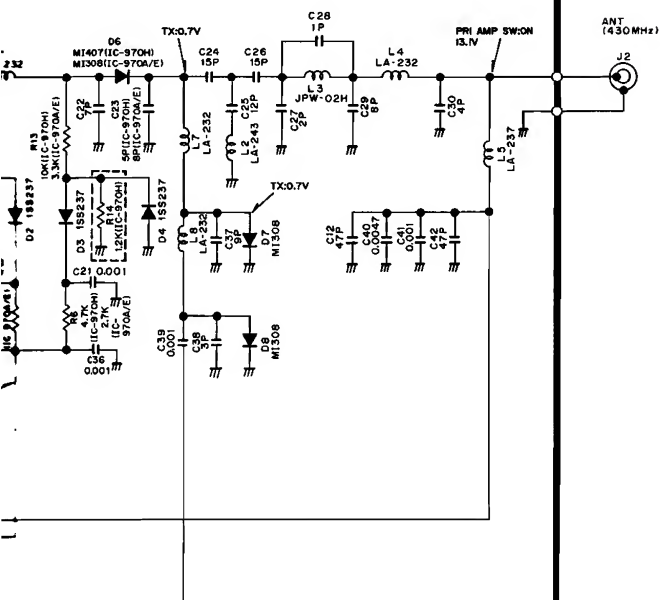 232
D6
MI407(IC-970H)
MI308(IC-970A/E)
TX:0.7V
C24
15P
C26
15P
C28
1P
L3
JPW-02H
L4
LA-232
PRI AMP SW:ON
13.1V
ANT
(430MHz)
J2
R13
10K(IC-970H)
3.3K(IC-970A/E)
C22
7P
C23
5P(IC-970H)
8P(IC-970A/E)
L7
LA-232
C25
12P
L2
LA-243
C27
2P
C29
8P
C30
4P
L5
LA-237
D2 1SS237
D3 1SS237
R14
1.2K(IC-970H)
D4 1SS237
TX:0.7V
L8
LA-232
C37
9P
D7
MI308
C12
47P
C40
0.0047
C41
0.001
C42
47P
C21 0.001
R6
4.7K
(IC-970H)
2.7K
(IC-
970A/E)
C36
0.001
C39
0.001
C38
3P
D8
MI308